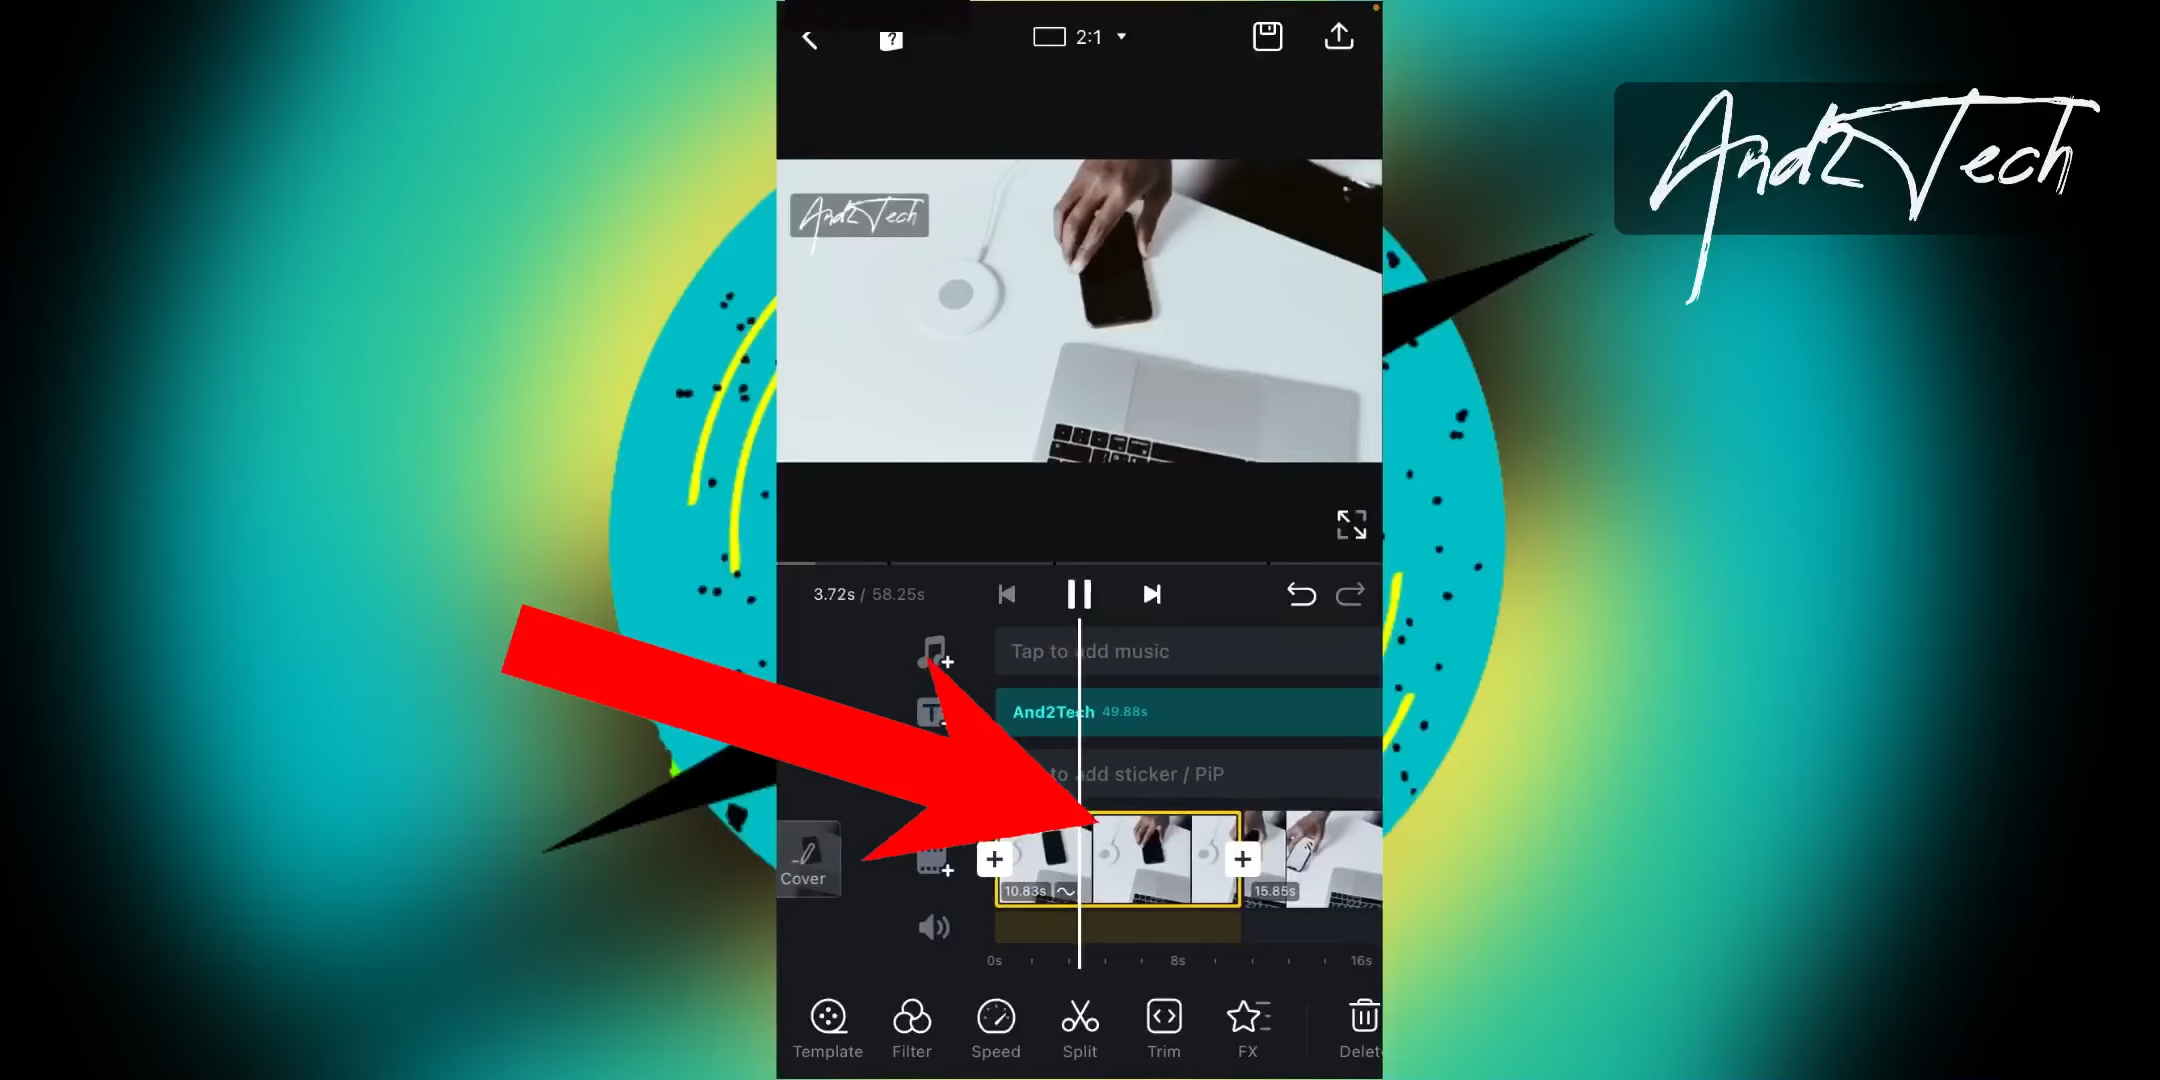 2:1
And2Tech
And2Tech
3.72s / 58.25s
Tap to add music
And2Tech 49.88s
to add sticker / PiP
Cover
10.83s
15.85s
0s
8s
16s
Template
Filter
Speed
Split
Trim
FX
Delet